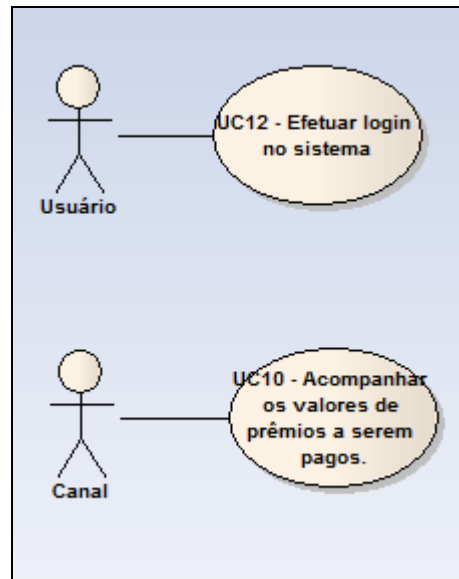 UC12 - Efetuar login
no sistema
Usuário
UC10 - Acompanhar
os valores de
prêmios a serem
pagos.
Canal